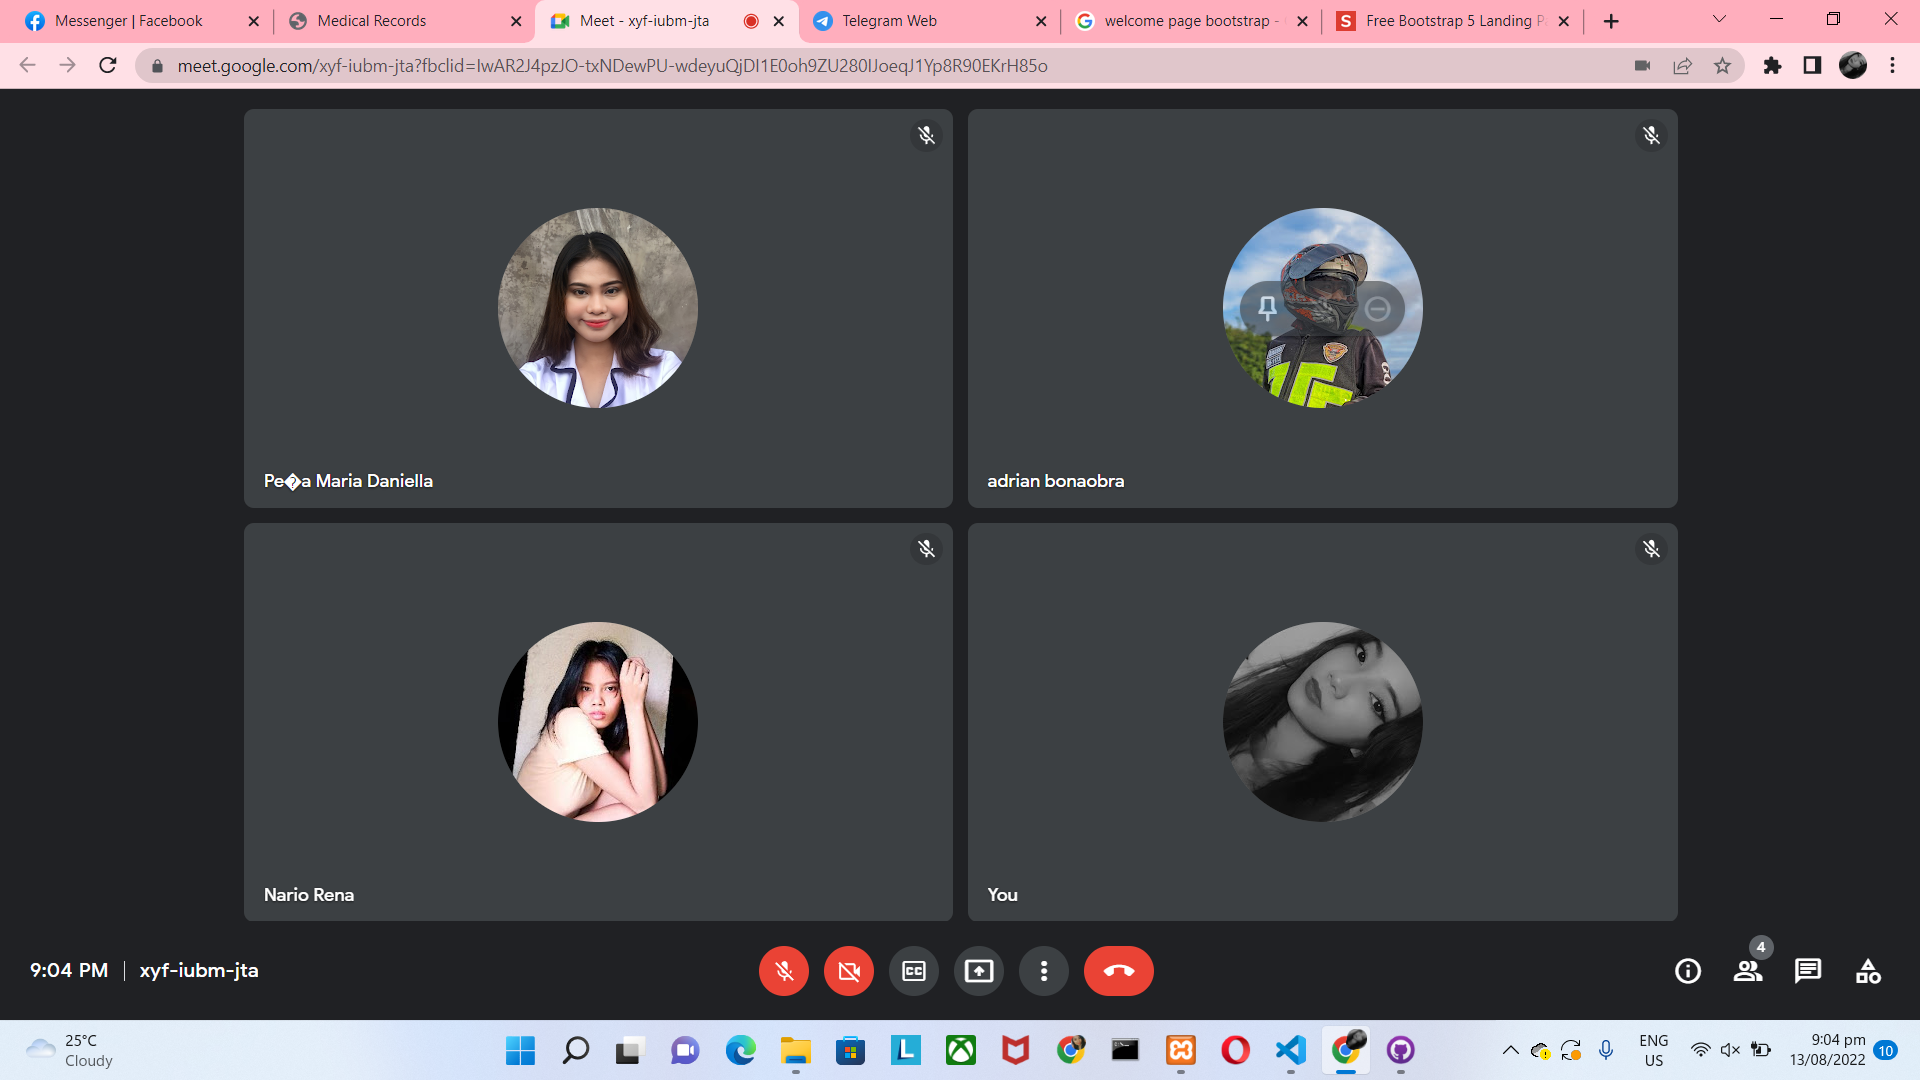 Messenger | Facebook
Medical Records
Meet - xyf-iubm-jta
Telegram Web
welcome page bootstrap -
Free Bootstrap 5 Landing P
meet.google.com/xyf-iubm-jta?fbclid=IwAR2J4pzJO-txNDewPU-wdeyuQjDI1E0oh9ZU280IJoeqJ1Yp8R90EKrH85o
Pe�a Maria Daniella
adrian bonaobra
Nario Rena
You
9:04 PM | xyf-iubm-jta
CC
4
25°C
Cloudy
ENG
US
9:04 pm
13/08/2022
10